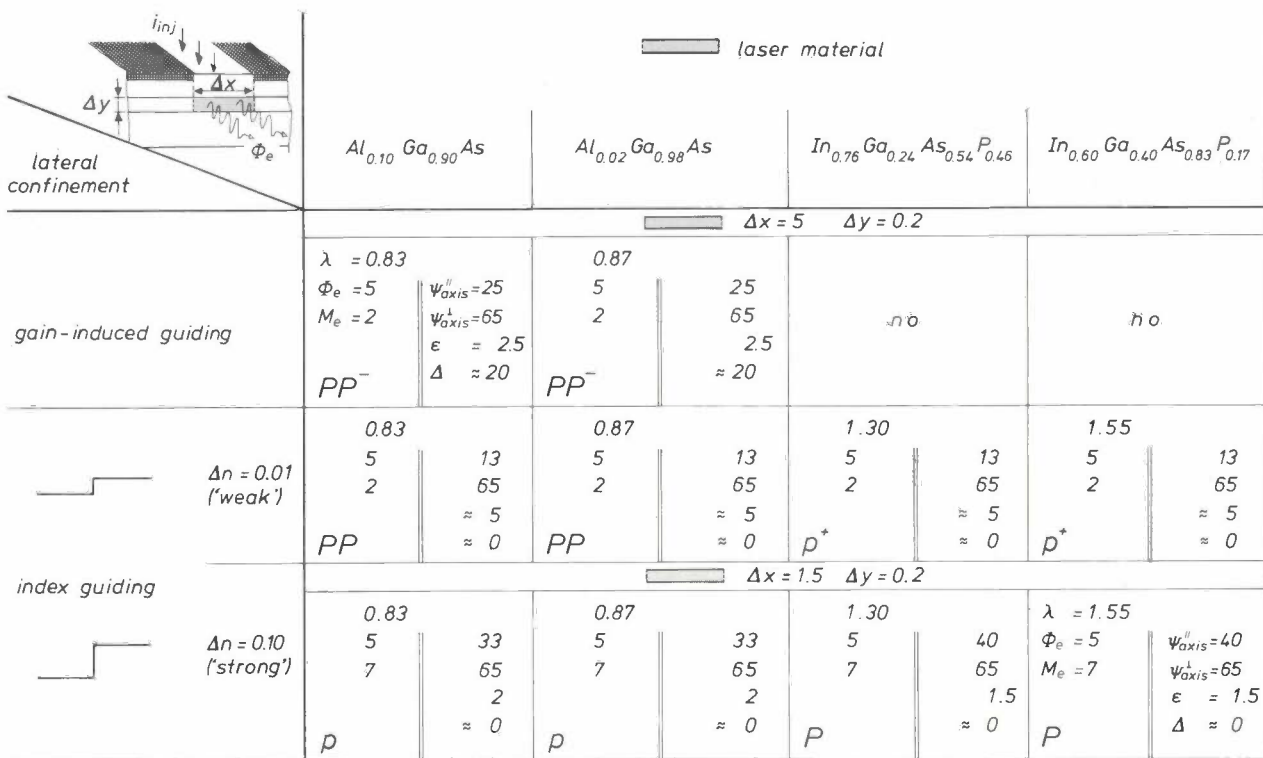 i_inj
Δx
Δy
Φ_e
lateral
confinement
laser material
Al_0.10 Ga_0.90 As
Al_0.02 Ga_0.98 As
In_0.76 Ga_0.24 As_0.54 P_0.46
In_0.60 Ga_0.40 As_0.83 P_0.17
Δx = 5 Δy = 0.2
gain-induced guiding
λ = 0.83
Φ_e = 5 ψ^∥_axis = 25
M_e = 2 ψ^⊥_axis = 65
ε = 2.5
Δ ≈ 20
PP⁻
0.87
5 25
2 65
2.5
≈ 20
PP⁻
no
no
Δn = 0.01
('weak')
0.83
5 13
2 65
≈ 5
≈ 0
PP
0.87
5 13
2 65
≈ 5
≈ 0
PP
1.30
5 13
2 65
≈ 5
≈ 0
p⁺
1.55
5 13
2 65
≈ 5
≈ 0
p⁺
index guiding
Δx = 1.5 Δy = 0.2
Δn = 0.10
('strong')
0.83
5 33
7 65
2
≈ 0
p
0.87
5 33
7 65
2
≈ 0
p
1.30
5 40
7 65
1.5
≈ 0
P
λ = 1.55
Φ_e = 5 ψ^∥_axis = 40
M_e = 7 ψ^⊥_axis = 65
ε = 1.5
Δ ≈ 0
P